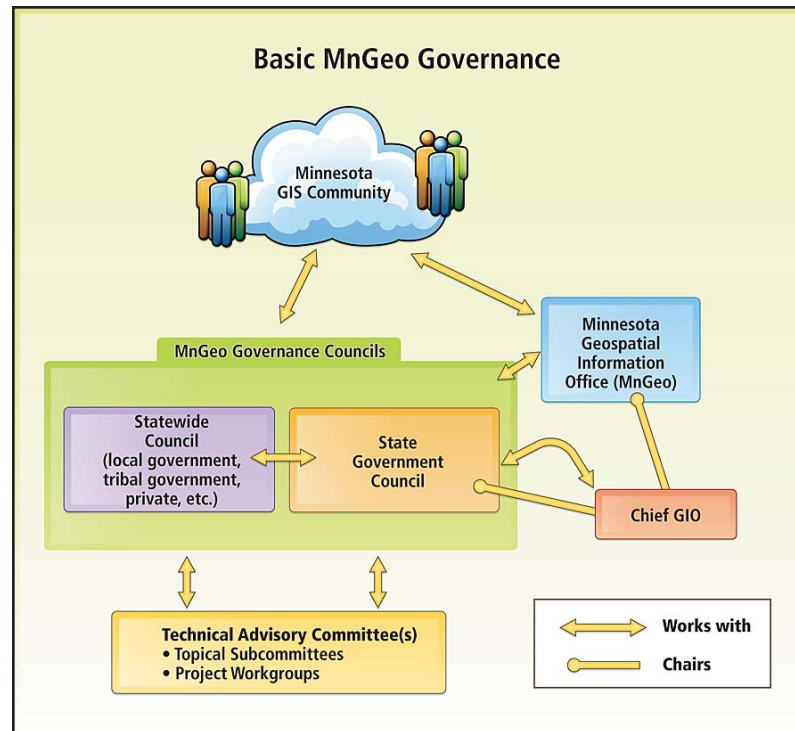 Basic MnGeo Governance
Minnesota
GIS Community
Minnesota
Geospatial
Information
Office (MnGeo)
MnGeo Governance Councils
Statewide
Council
(local government,
tribal government,
private, etc.)
State
Government
Council
Chief GIO
Technical Advisory Committee(s)
• Topical Subcommittees
• Project Workgroups
Works with
Chairs